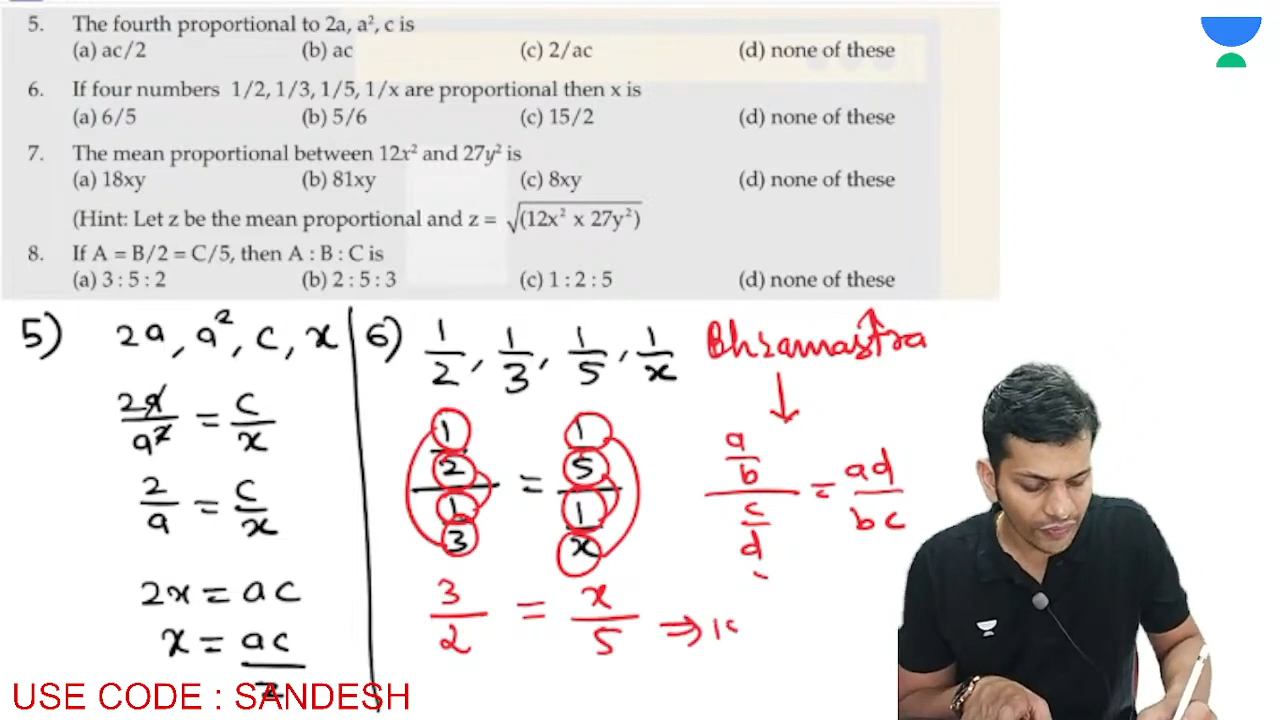 5. The fourth proportional to 2a, a², c is
(a) ac/2 (b) ac (c) 2/ac (d) none of these
6. If four numbers 1/2, 1/3, 1/5, 1/x are proportional then x is
(a) 6/5 (b) 5/6 (c) 15/2 (d) none of these
7. The mean proportional between 12x² and 27y² is
(a) 18xy (b) 81xy (c) 8xy (d) none of these
(Hint: Let z be the mean proportional and z = √(12x² x 27y²)
8. If A = B/2 = C/5, then A : B : C is
(a) 3 : 5 : 2 (b) 2 : 5 : 3 (c) 1 : 2 : 5 (d) none of these
5) 2a, a², c, x
2a/a² = c/x
2/a = c/x
2x = ac
x = ac/2
6) 1/2, 1/3, 1/5, 1/x
1/2 / 1/3 = 1/5 / 1/x
3/2 = x/5 ⇒ 15
Bhramastra
a/b / c/d = ad/bc
USE CODE : SANDESH